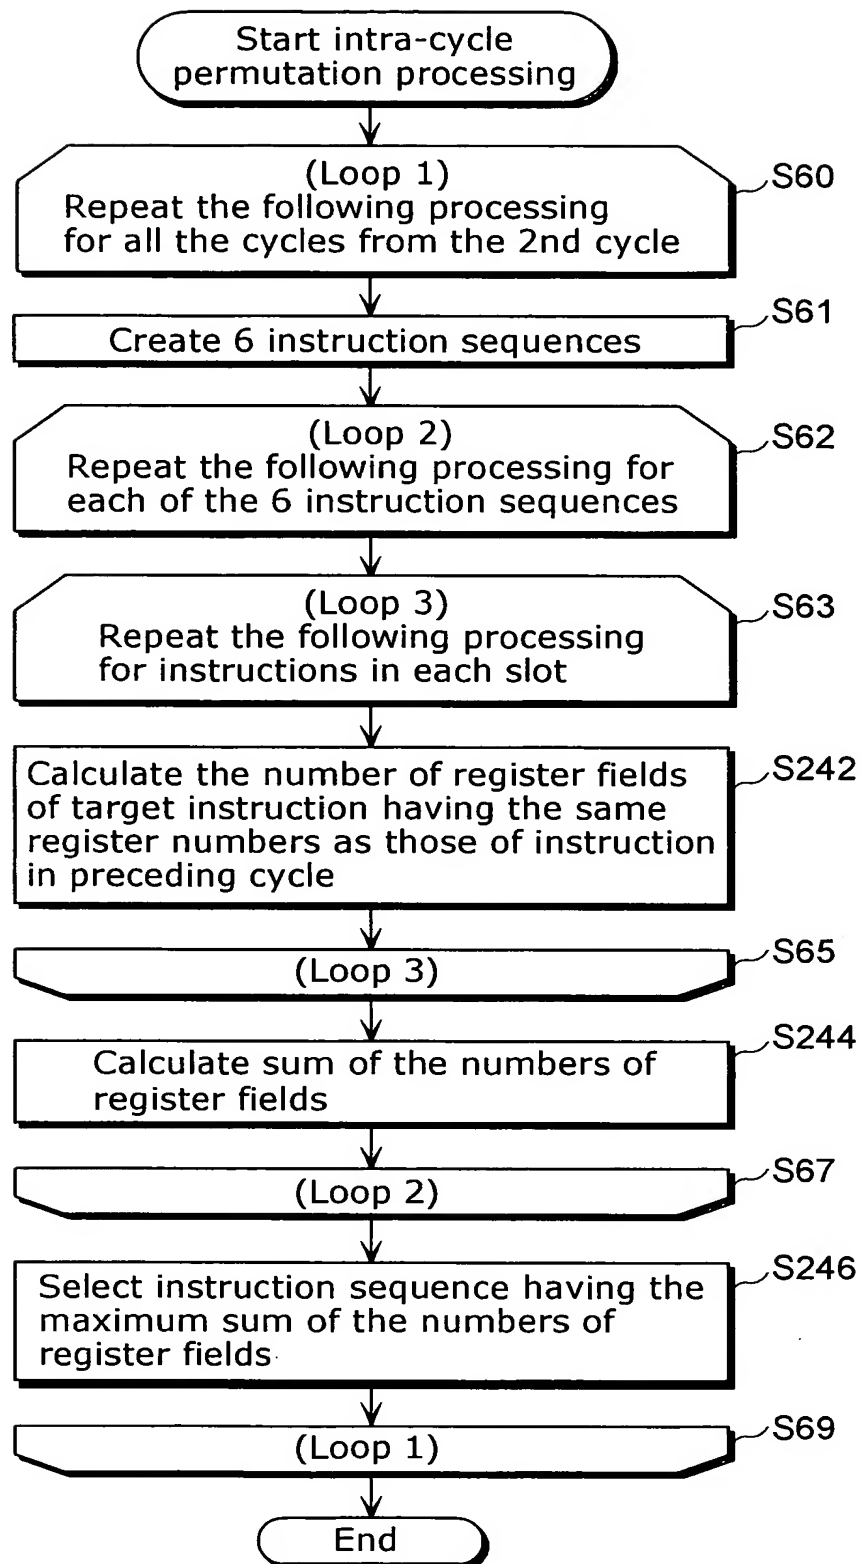 Start intra-cycle
permutation processing
(Loop 1)
Repeat the following processing
for all the cycles from the 2nd cycle
S60
Create 6 instruction sequences
S61
(Loop 2)
Repeat the following processing for
each of the 6 instruction sequences
S62
(Loop 3)
Repeat the following processing
for instructions in each slot
S63
Calculate the number of register fields
of target instruction having the same
register numbers as those of instruction
in preceding cycle
S242
(Loop 3)
S65
Calculate sum of the numbers of
register fields
S244
(Loop 2)
S67
Select instruction sequence having the
maximum sum of the numbers of
register fields
S246
(Loop 1)
S69
End